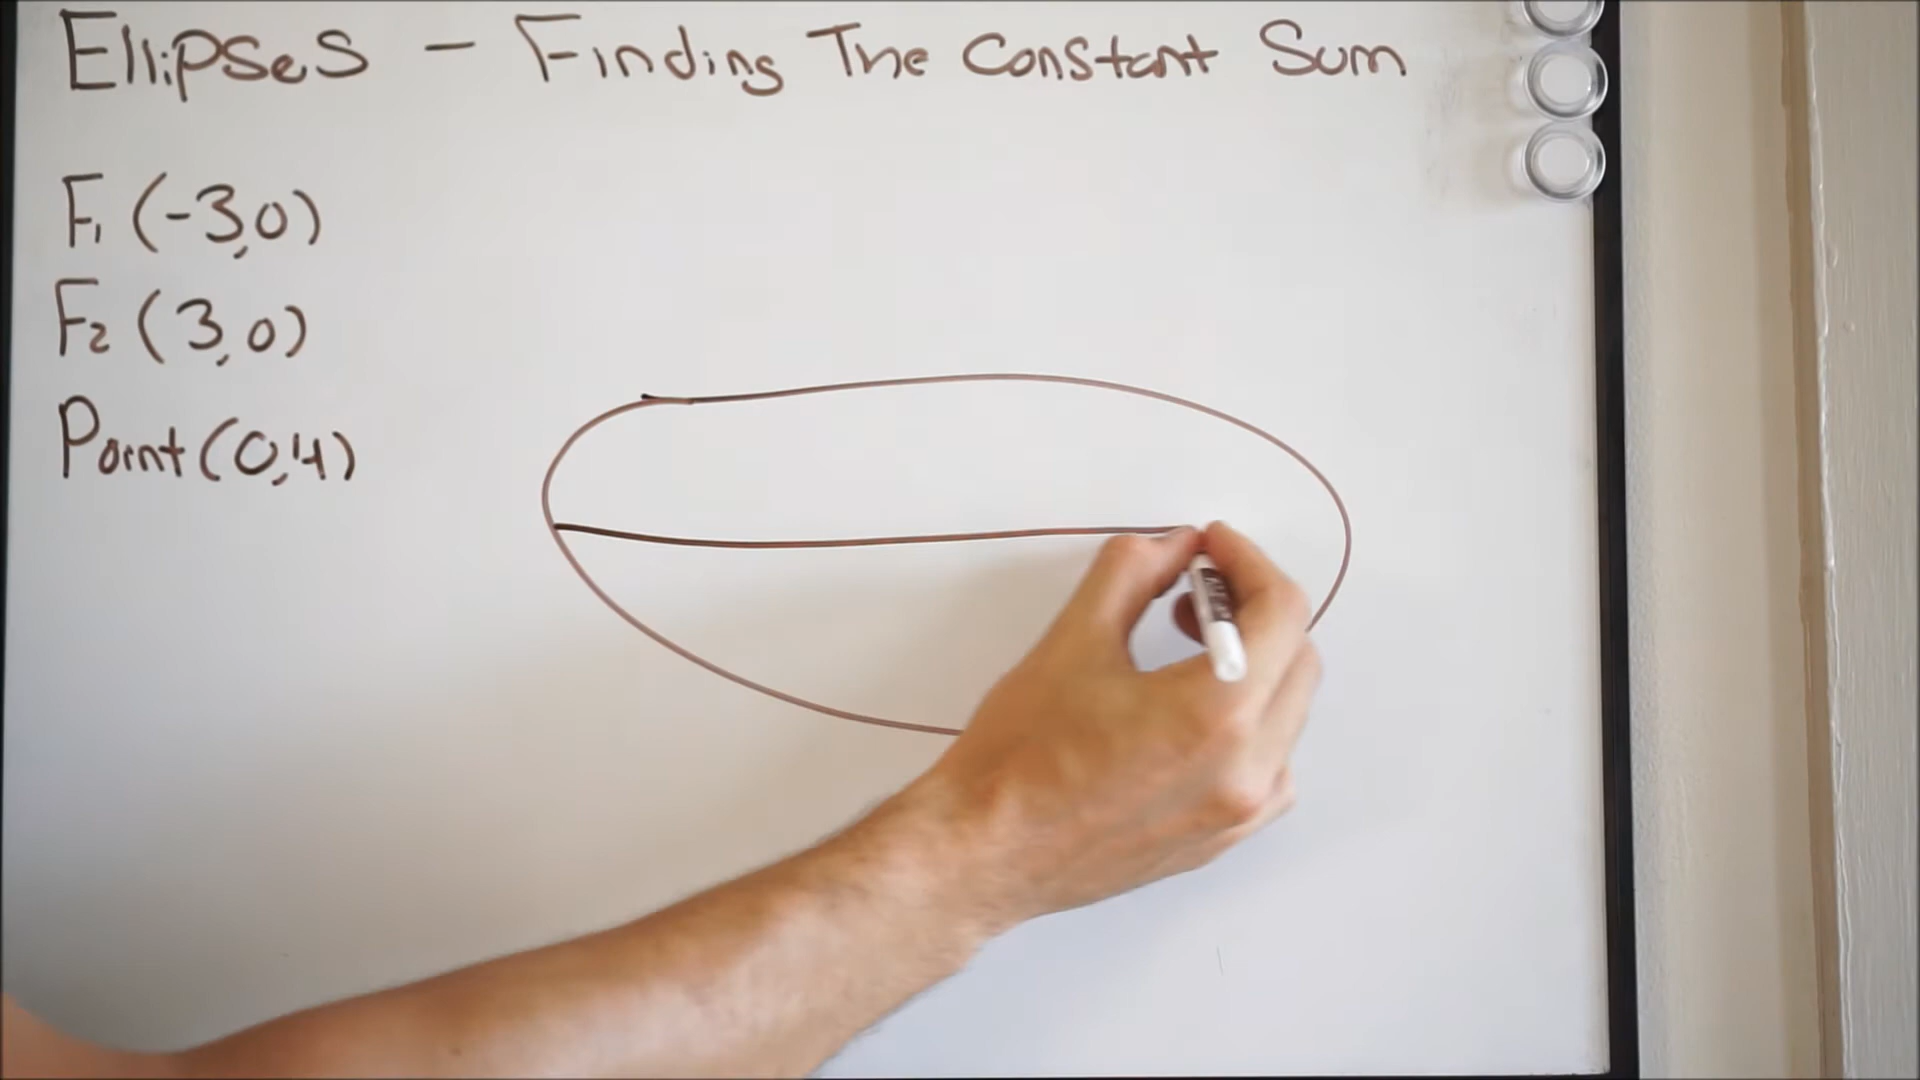 Ellipses - Finding The Constant Sum
F1 (-3,0)
F2 (3,0)
Point (0,4)